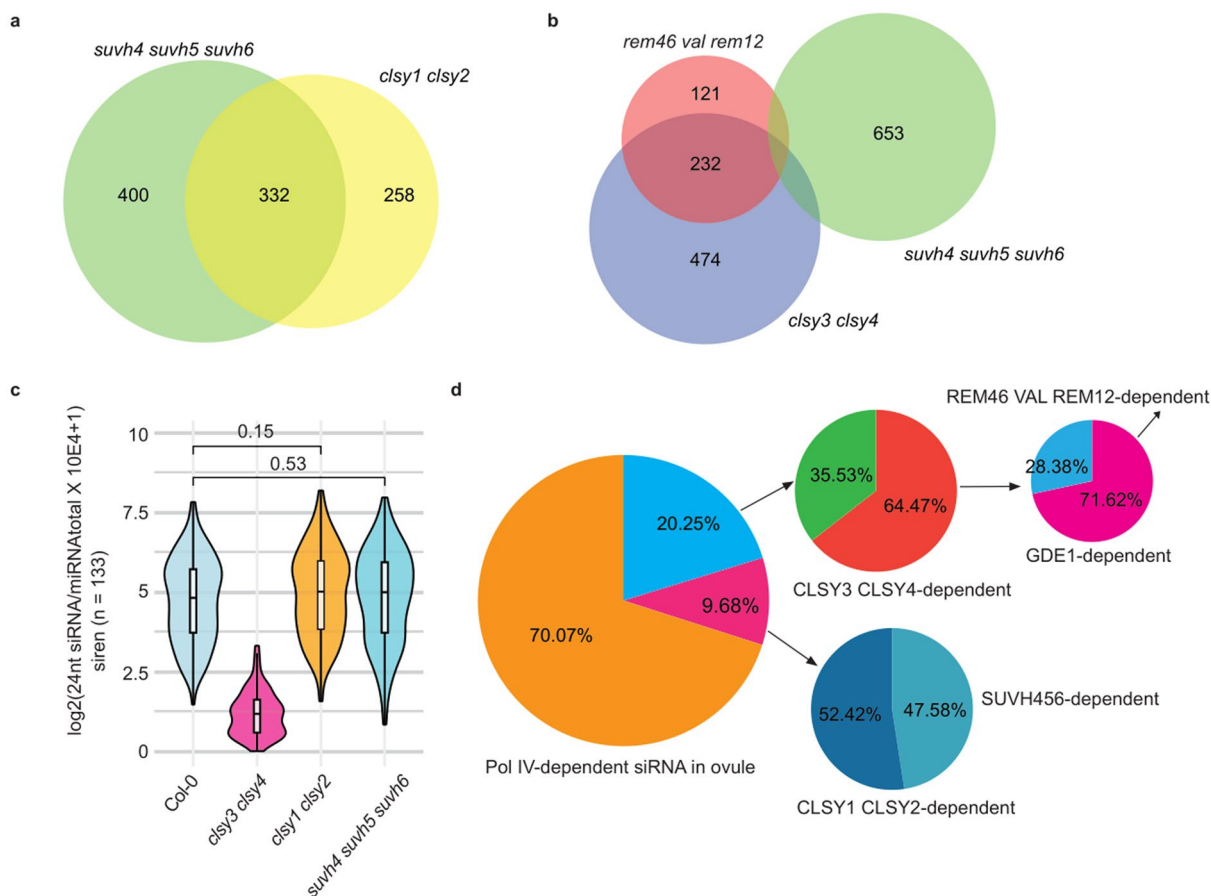 a
suvh4 suvh5 suvh6
clsy1 clsy2
400
332
258
b
rem46 val rem12
121
232
474
653
suvh4 suvh5 suvh6
clsy3 clsy4
c
log2(24nt siRNA/miRNAtotal X 10E4+1)
siren (n = 133)
10
7.5
5
2.5
0
0.15
0.53
Col-0
clsy3 clsy4
clsy1 clsy2
suvh4 suvh5 suvh6
d
REM46 VAL REM12-dependent
20.25%
9.68%
70.07%
Pol IV-dependent siRNA in ovule
35.53%
64.47%
CLSY3 CLSY4-dependent
28.38%
71.62%
GDE1-dependent
52.42%
47.58%
SUVH456-dependent
CLSY1 CLSY2-dependent